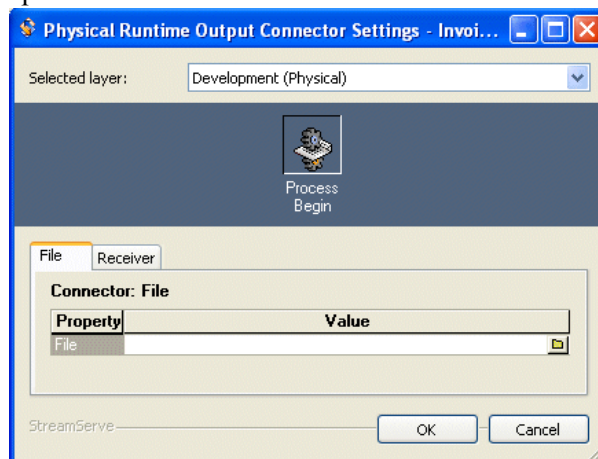 Physical Runtime Output Connector Settings - Invoi...
Selected layer: Development (Physical)
Process
Begin
File Receiver
Connector: File
Property Value
File
StreamServe OK Cancel